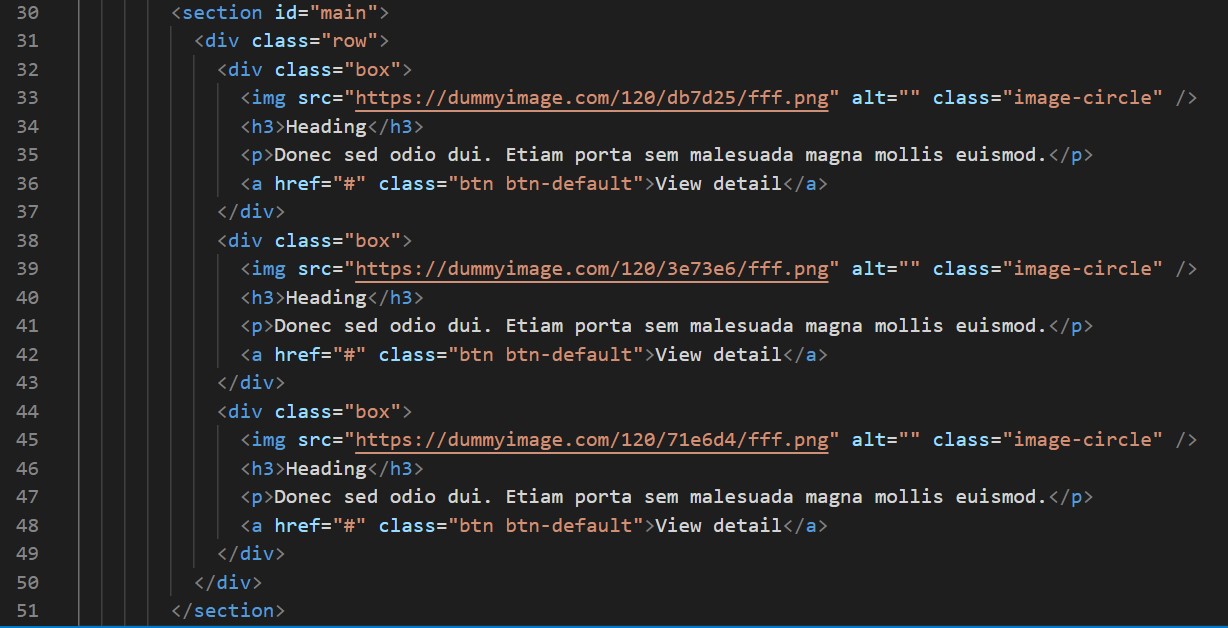 30 <section id="main">
31 <div class="row">
32 <div class="box">
33 <img src="https://dummyimage.com/120/db7d25/fff.png" alt="" class="image-circle" />
34 <h3>Heading</h3>
35 <p>Donec sed odio dui. Etiam porta sem malesuada magna mollis euismod.</p>
36 <a href="#" class="btn btn-default">View detail</a>
37 </div>
38 <div class="box">
39 <img src="https://dummyimage.com/120/3e73e6/fff.png" alt="" class="image-circle" />
40 <h3>Heading</h3>
41 <p>Donec sed odio dui. Etiam porta sem malesuada magna mollis euismod.</p>
42 <a href="#" class="btn btn-default">View detail</a>
43 </div>
44 <div class="box">
45 <img src="https://dummyimage.com/120/71e6d4/fff.png" alt="" class="image-circle" />
46 <h3>Heading</h3>
47 <p>Donec sed odio dui. Etiam porta sem malesuada magna mollis euismod.</p>
48 <a href="#" class="btn btn-default">View detail</a>
49 </div>
50 </div>
51 </section>